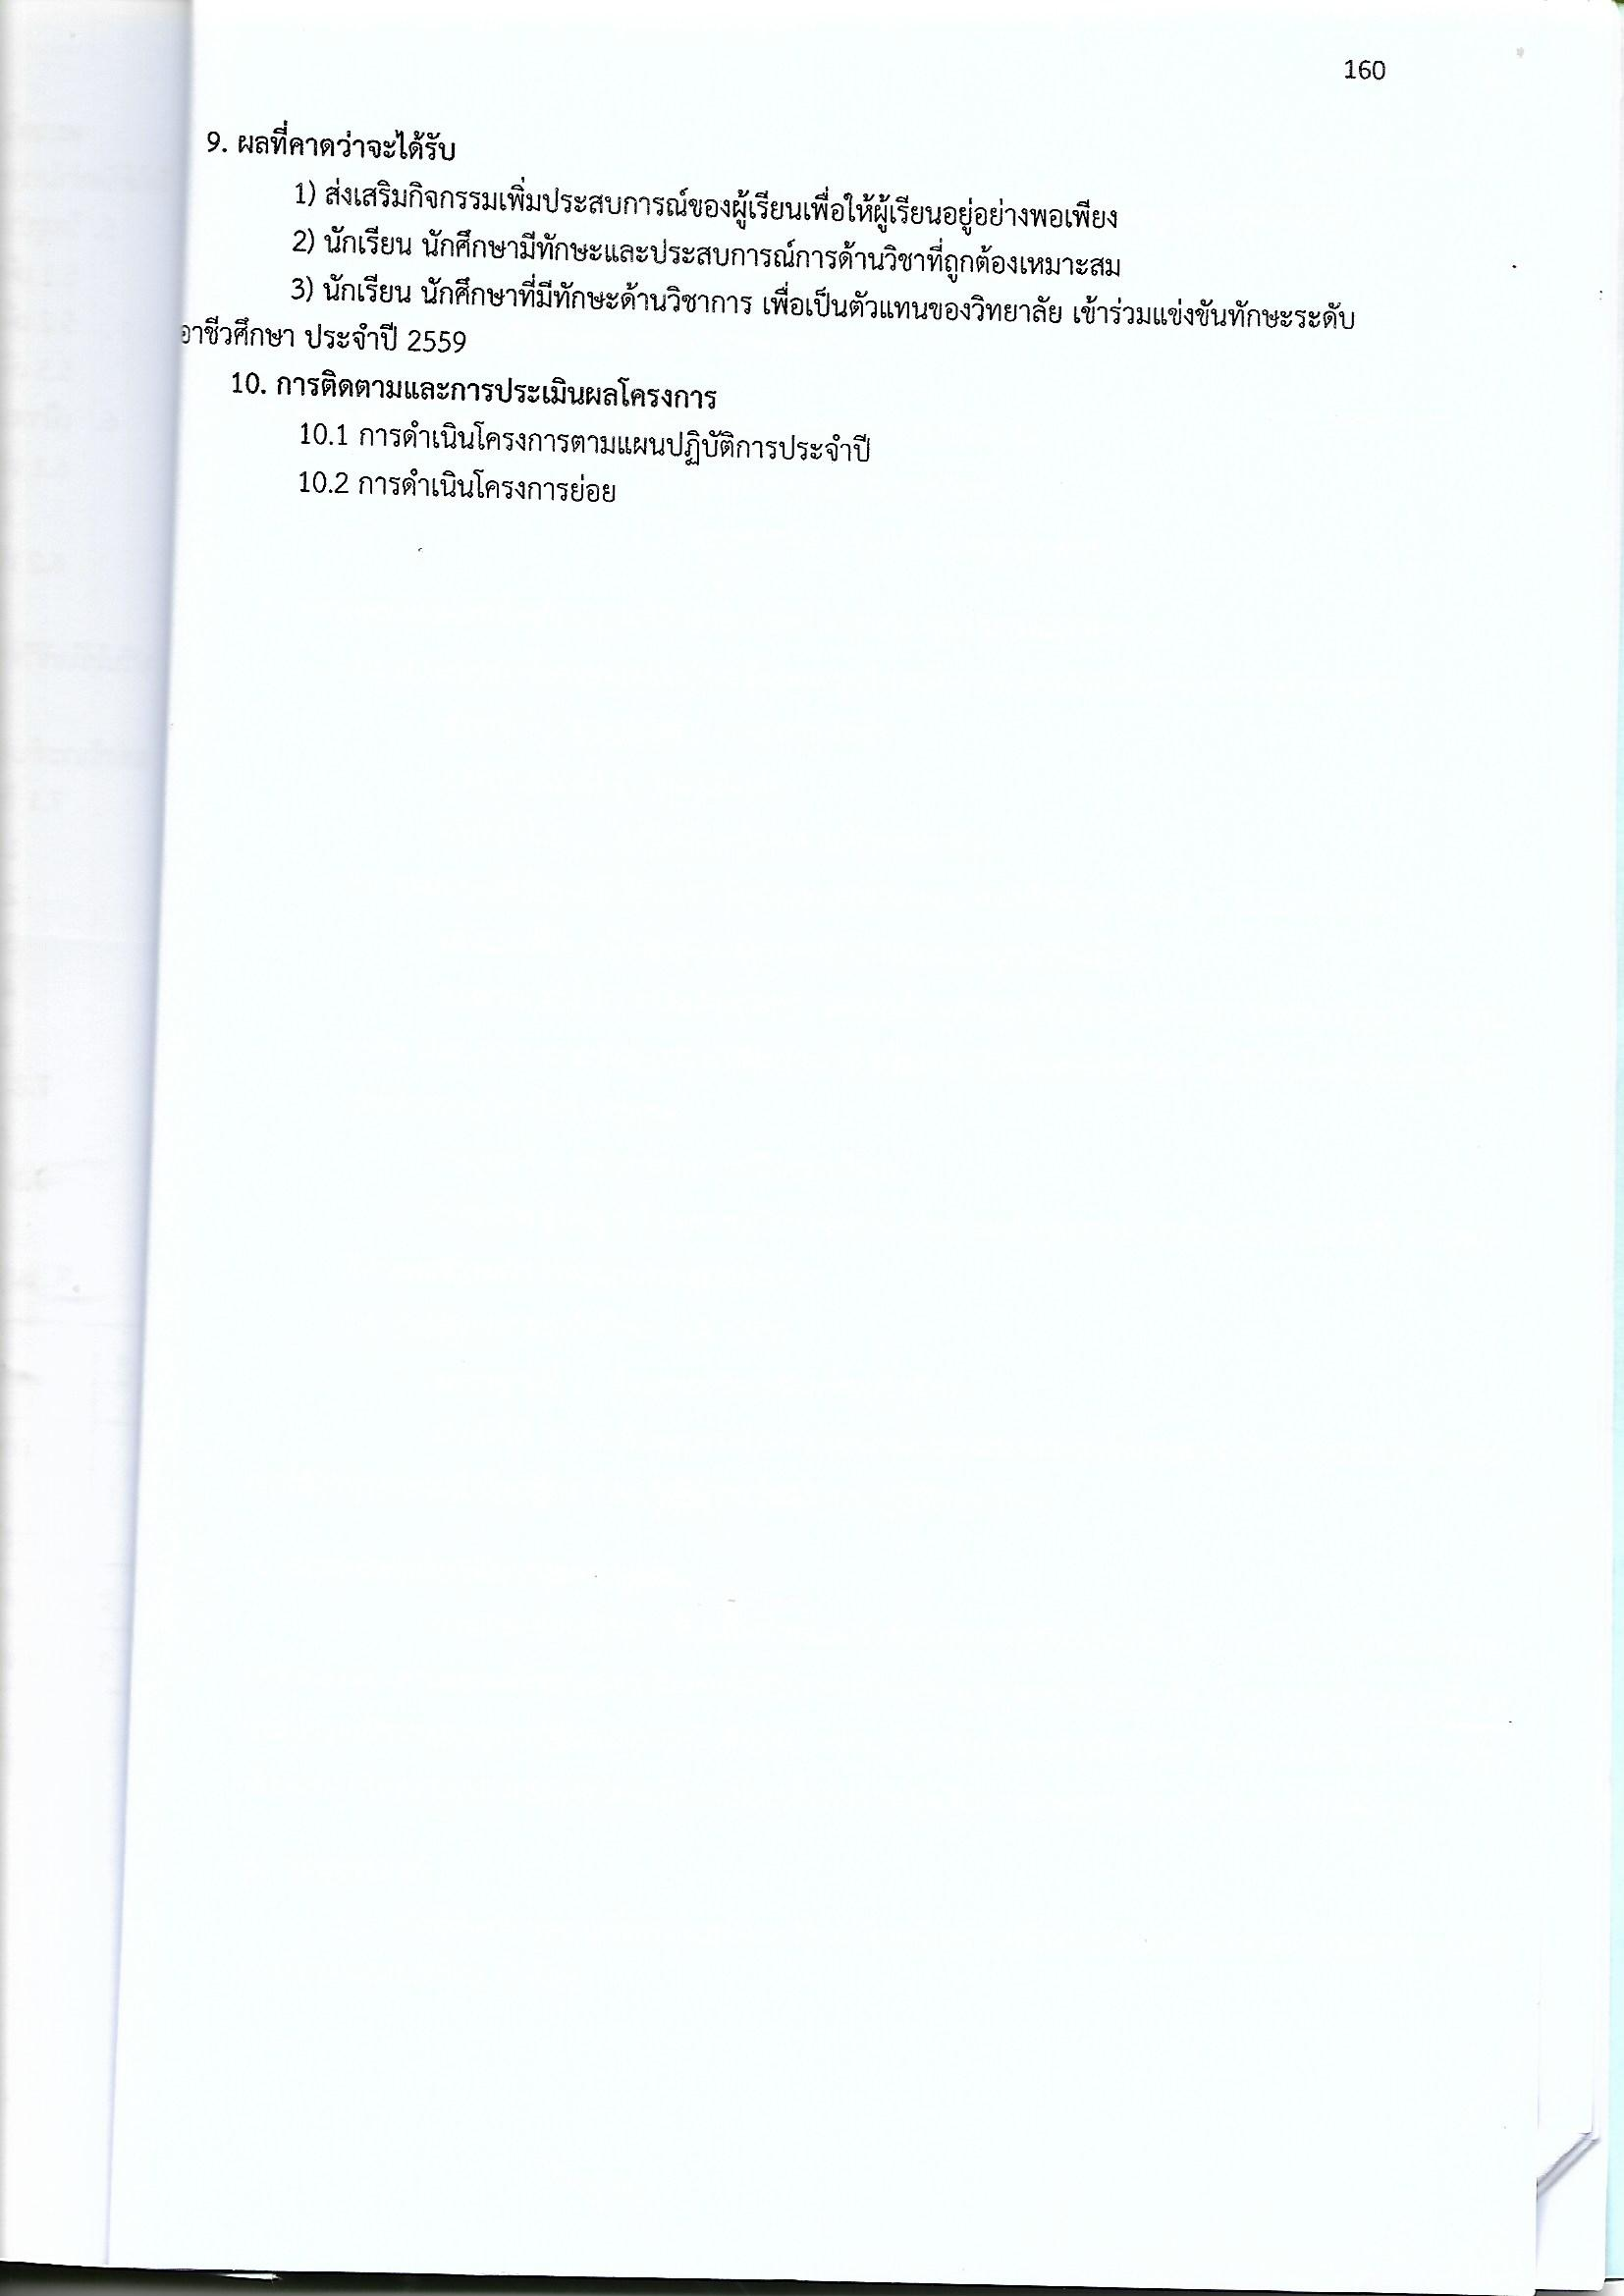 160
9. ผลที่คาดว่าจะได้รับ
1) ส่งเสริมกิจกรรมเพิ่มประสบการณ์ของผู้เรียนเพื่อให้ผู้เรียนอยู่อย่างพอเพียง
2) นักเรียน นักศึกษามีทักษะและประสบการณ์การด้านวิชาที่ถูกต้องเหมาะสม
3) นักเรียน นักศึกษาที่มีทักษะด้านวิชาการ เพื่อเป็นตัวแทนของวิทยาลัย เข้าร่วมแข่งขันทักษะระดับ
อาชีวศึกษา ประจำปี 2559
10. การติดตามและการประเมินผลโครงการ
10.1 การดำเนินโครงการตามแผนปฏิบัติการประจำปี
10.2 การดำเนินโครงการย่อย